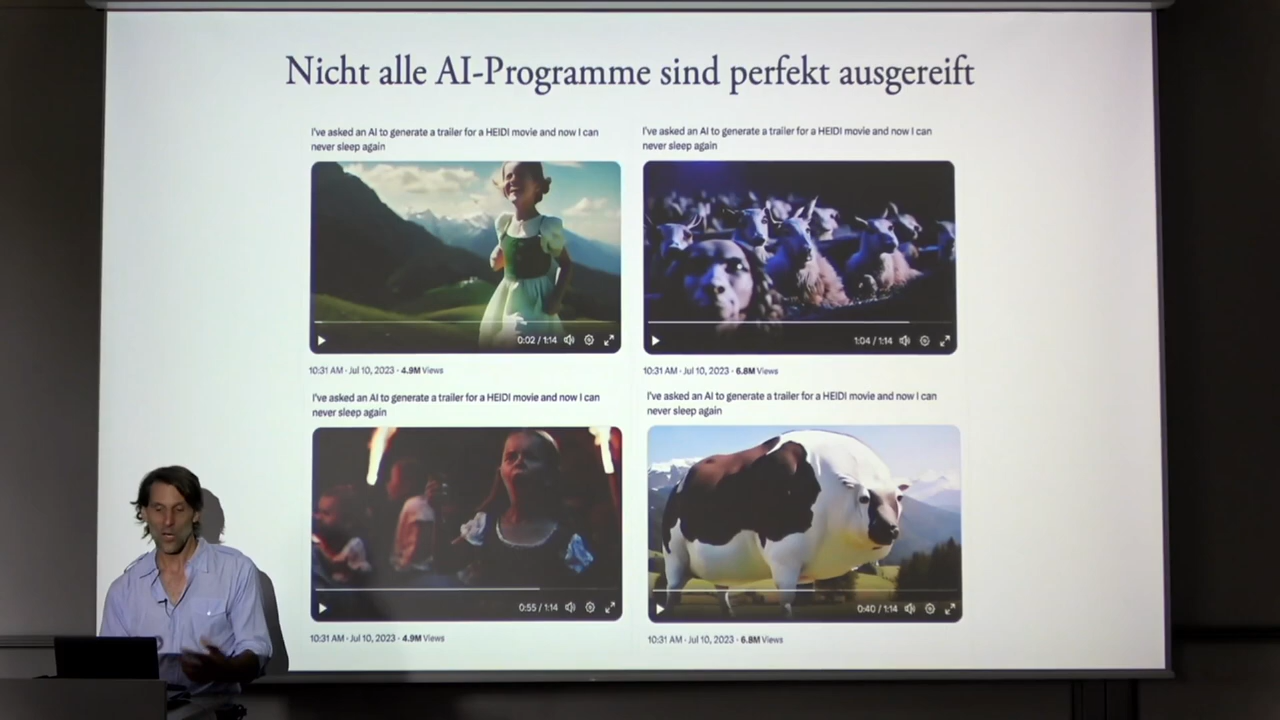 Nicht alle AI-Programme sind perfekt ausgereift
I've asked an AI to generate a trailer for a HEIDI movie and now I can
never sleep again
0:02 / 1:14
10:31 AM · Jul 10, 2023 · 4.9M Views
I've asked an AI to generate a trailer for a HEIDI movie and now I can
never sleep again
1:04 / 1:14
10:31 AM · Jul 10, 2023 · 6.8M Views
I've asked an AI to generate a trailer for a HEIDI movie and now I can
never sleep again
0:55 / 1:14
10:31 AM · Jul 10, 2023 · 4.9M Views
I've asked an AI to generate a trailer for a HEIDI movie and now I can
never sleep again
0:40 / 1:14
10:31 AM · Jul 10, 2023 · 6.8M Views